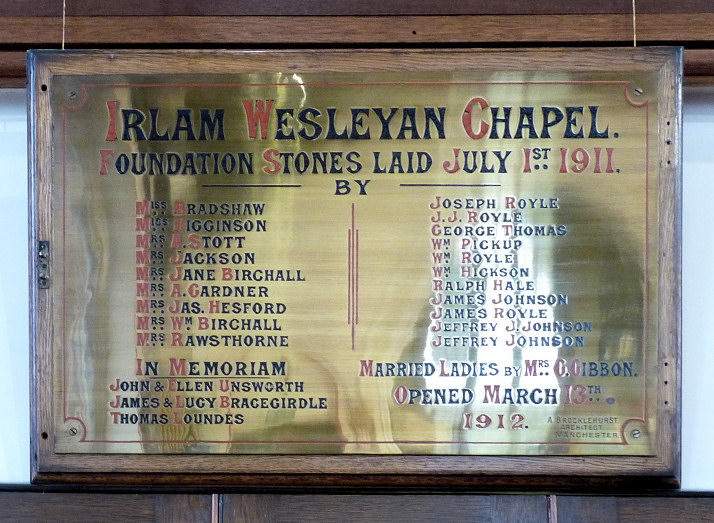 IRLAM WESLEYAN CHAPEL.
FOUNDATION STONES LAID JULY 1ST 1911.
BY
MISS BRADSHAW
MISS HIGGINSON
MRS A. STOTT
MRS JACKSON
MRS JANE BIRCHALL
MRS A. GARDNER
MRS JAS. HESFORD
MRS WM BIRCHALL
MRS RAWSTHORNE
IN MEMORIAM
JOHN & ELLEN UNSWORTH
JAMES & LUCY BRACEGIRDLE
THOMAS LOUNDES
JOSEPH ROYLE
J. J. ROYLE
GEORGE THOMAS
WM PICKUP
WM ROYLE
WM HICKSON
RALPH HALE
JAMES JOHNSON
JAMES ROYLE
JEFFREY J. JOHNSON
JEFFREY JOHNSON
MARRIED LADIES BY MRS G. GIBBON.
OPENED MARCH 13TH
1912.
A BROCKLEHURST
ARCHITECT
MANCHESTER